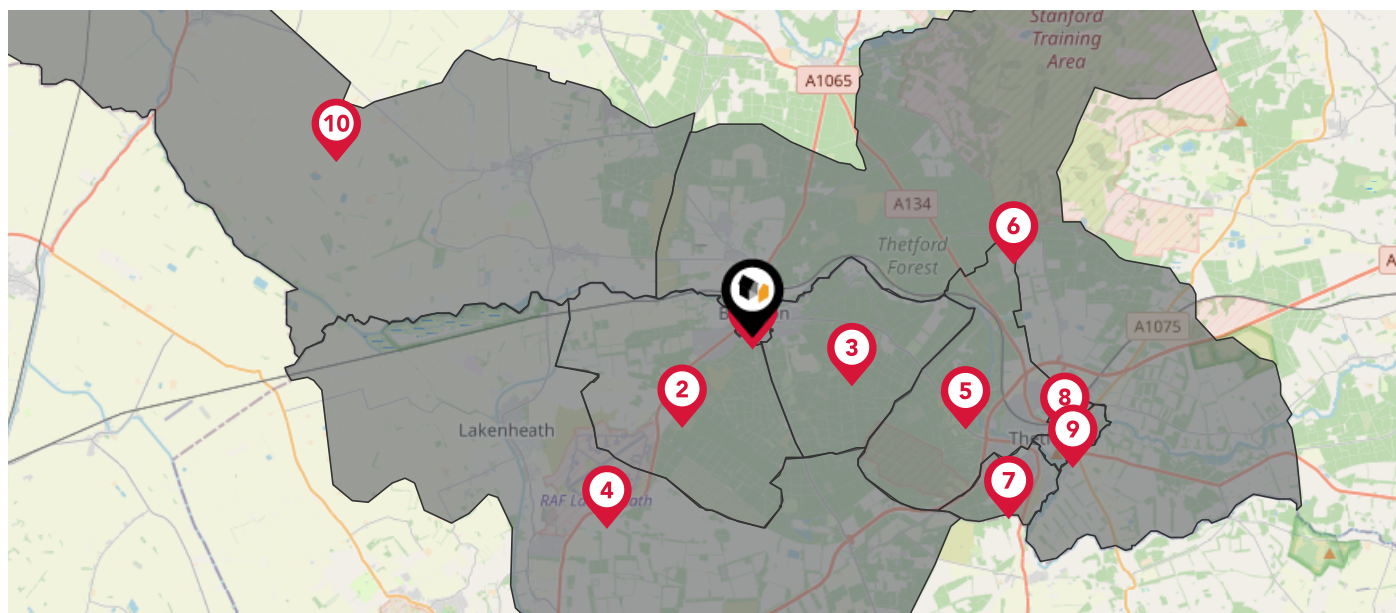 Stanford
Training
Area
A1065
10
A134
6
Thetford
Forest
A1075
3
2
5
8
Lakenheath
9
7
4